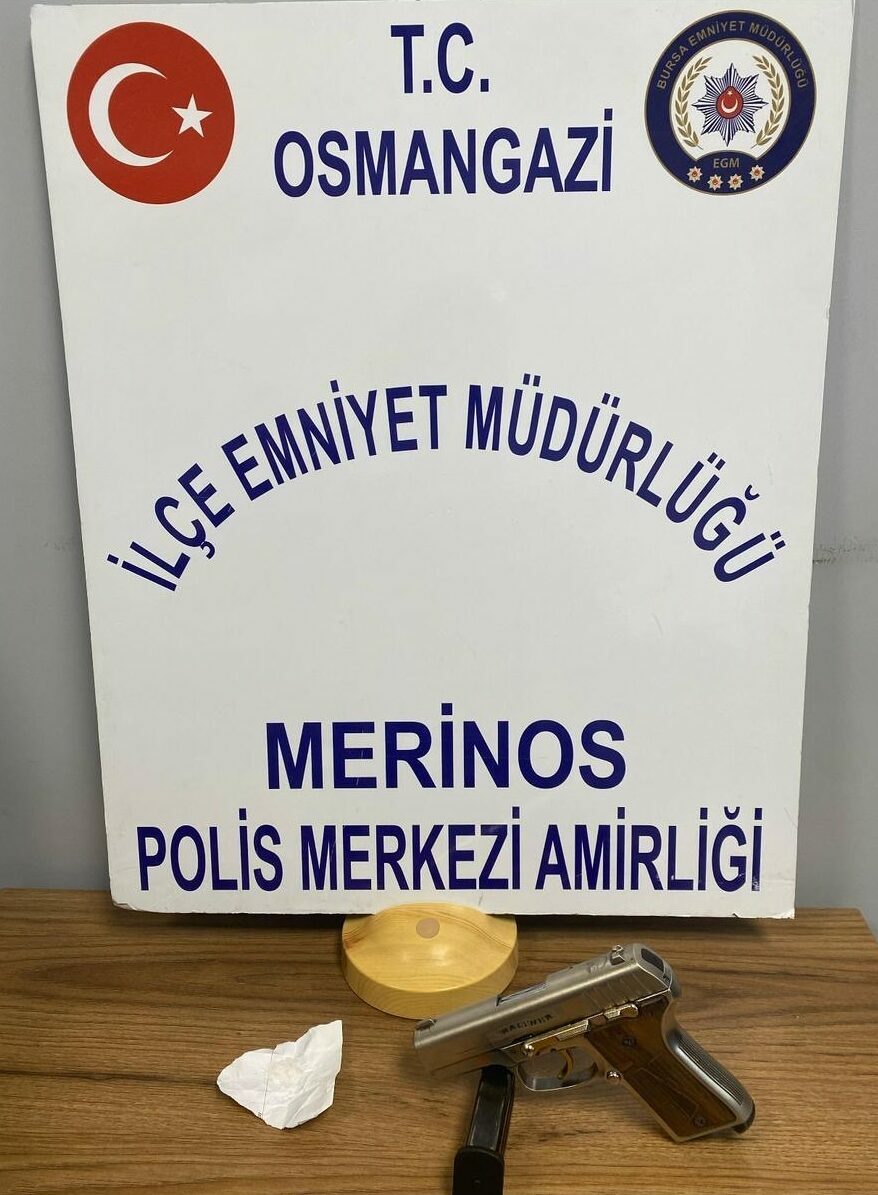 T.C.
OSMANGAZİ
BURSA EMNİYET MÜDÜRLÜĞÜ
EGM
İLÇE EMNİYET MÜDÜRLÜĞÜ
MERİNOS
POLİS MERKEZİ AMİRLİĞİ